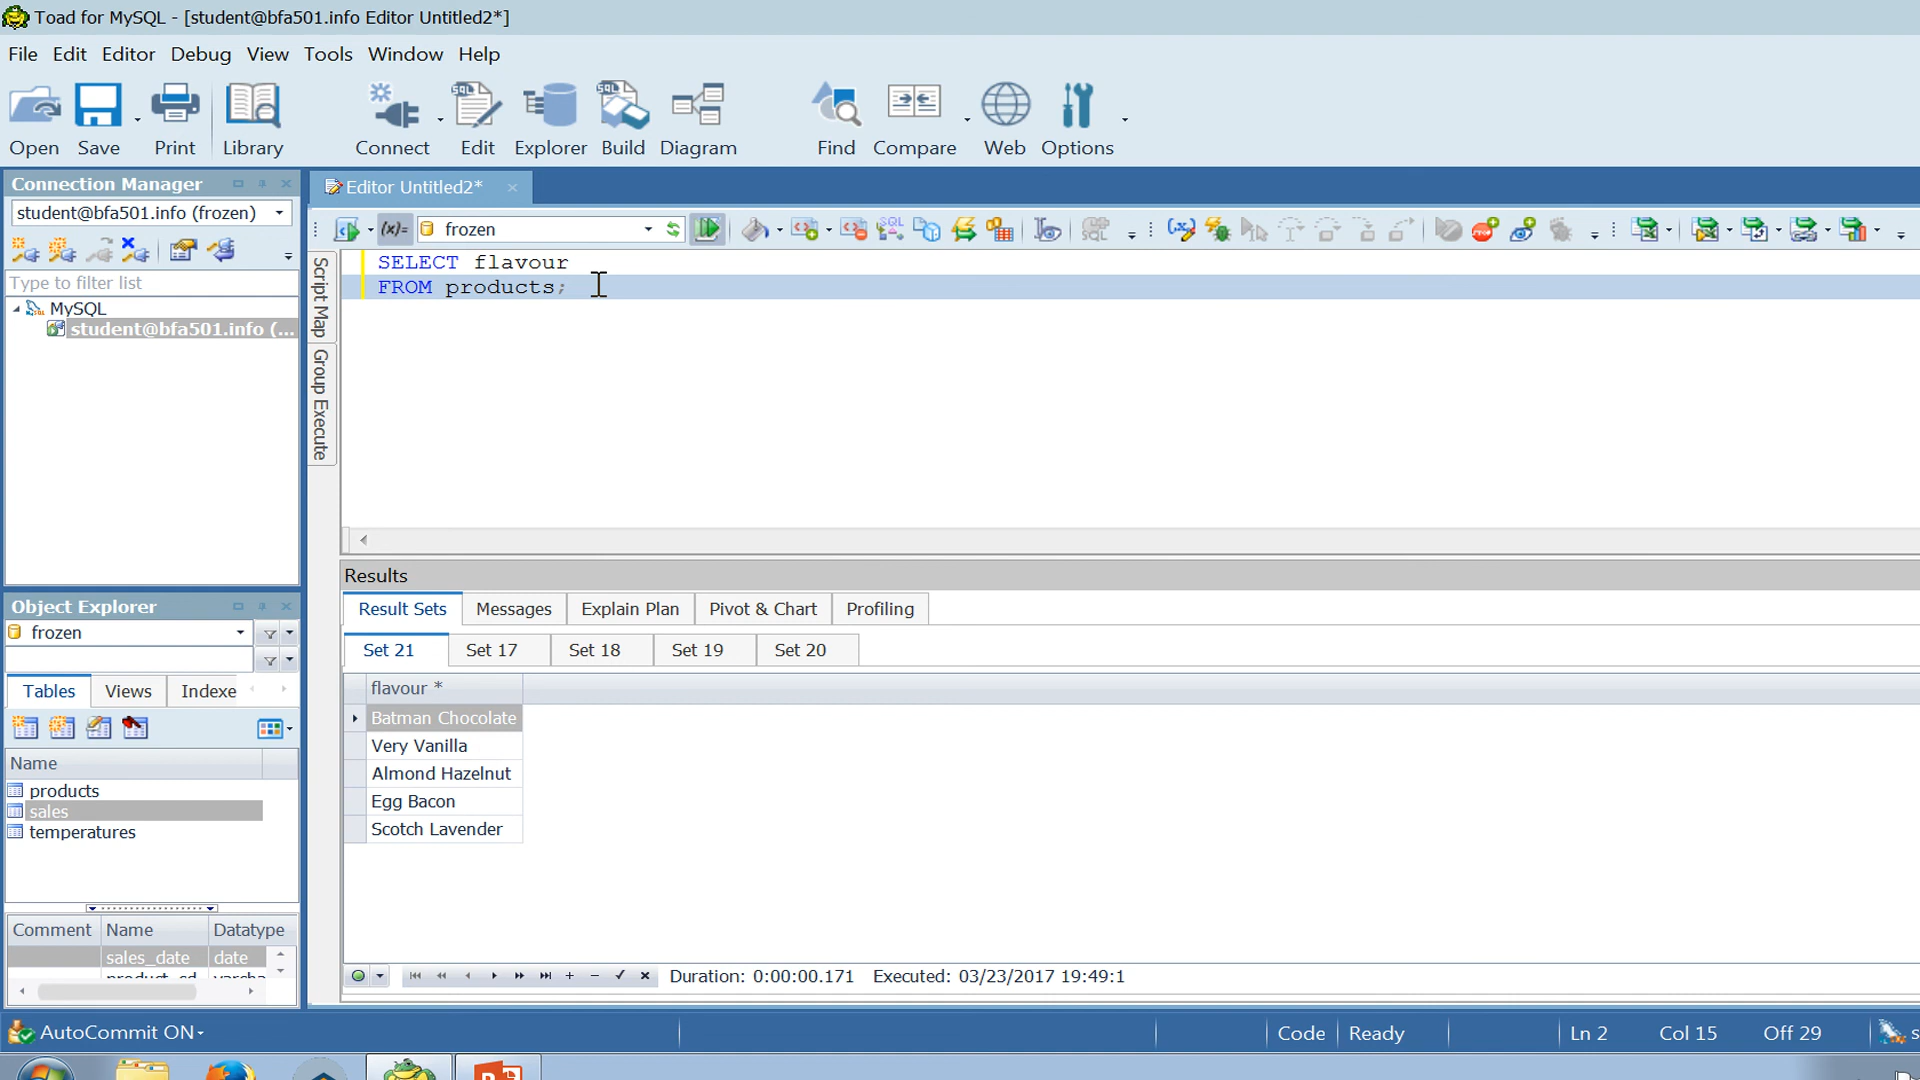 Toad for MySQL - [student@bfa501.info Editor Untitled2*]
File Edit Editor Debug View Tools Window Help
Open Save Print Library Connect Edit Explorer Build Diagram Find Compare Web Options
Connection Manager
student@bfa501.info (frozen)
Type to filter list
MySQL
student@bfa501.info (...
Editor Untitled2*
(x)= frozen
Script Map
Group Execute
SELECT flavour
FROM products;
Results
Result Sets Messages Explain Plan Pivot & Chart Profiling
Set 21 Set 17 Set 18 Set 19 Set 20
flavour *
Batman Chocolate
Very Vanilla
Almond Hazelnut
Egg Bacon
Scotch Lavender
Duration: 0:00:00.171 Executed: 03/23/2017 19:49:1
Object Explorer
frozen
Tables Views Indexe
Name
products
sales
temperatures
Comment Name Datatype
sales_date date
AutoCommit ON
Code Ready Ln 2 Col 15 Off 29 s